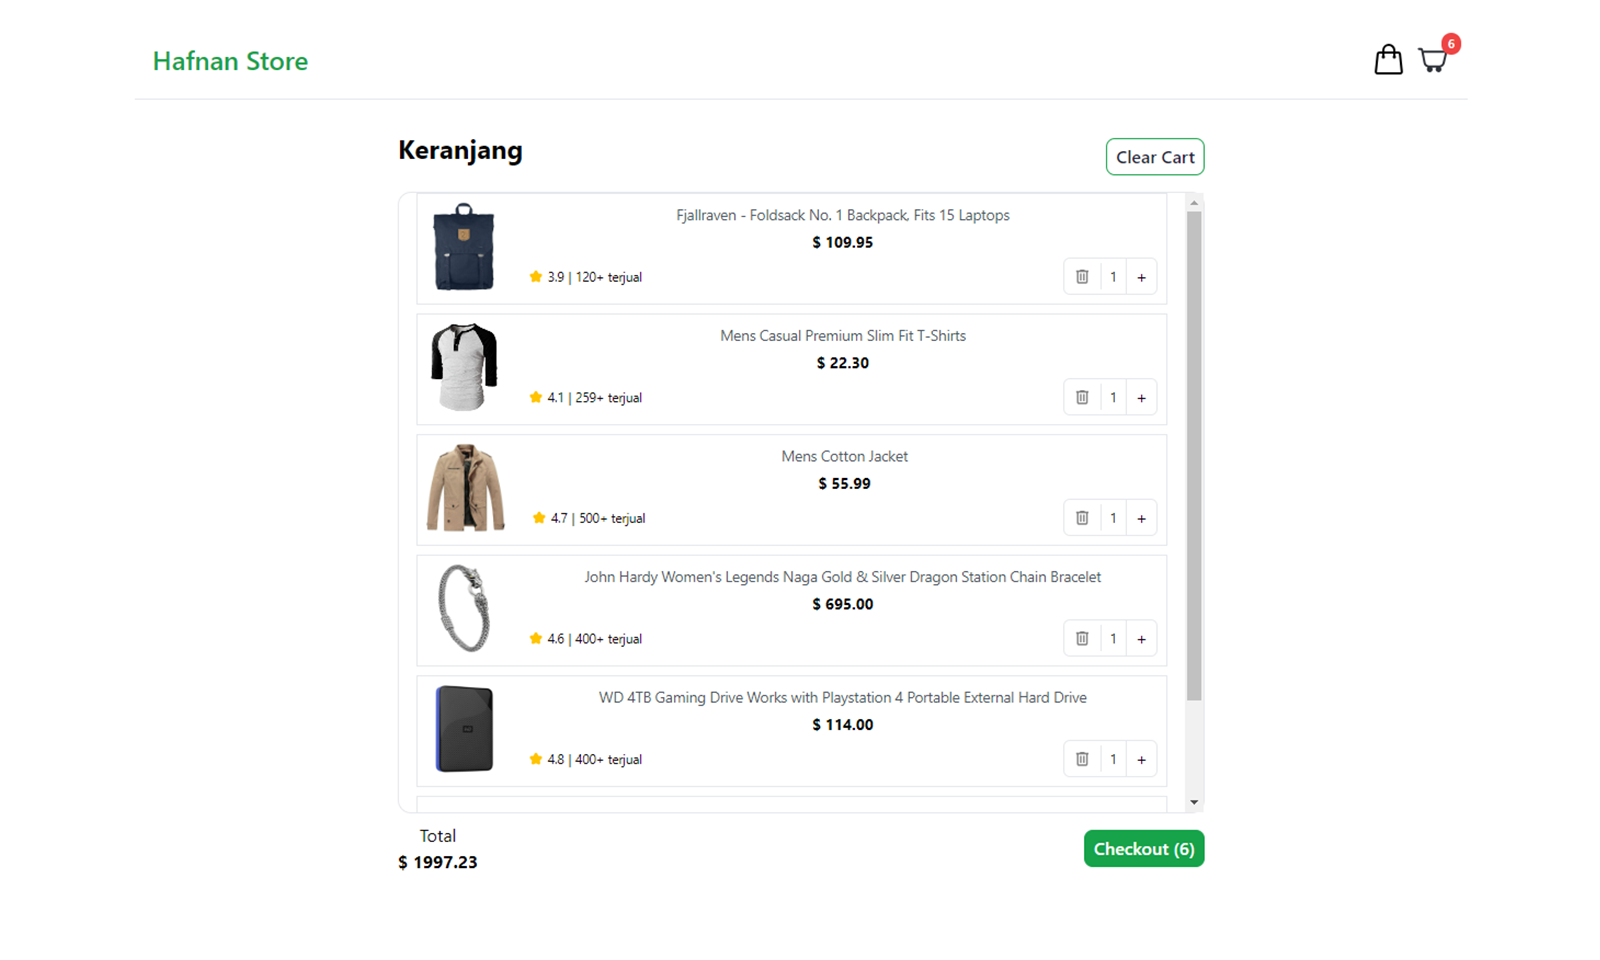 Hafnan Store
6
Keranjang
Clear Cart
Fjallraven - Foldsack No. 1 Backpack, Fits 15 Laptops
$ 109.95
3.9 | 120+ terjual
1 +
Mens Casual Premium Slim Fit T-Shirts
$ 22.30
4.1 | 259+ terjual
1 +
Mens Cotton Jacket
$ 55.99
4.7 | 500+ terjual
1 +
John Hardy Women's Legends Naga Gold & Silver Dragon Station Chain Bracelet
$ 695.00
4.6 | 400+ terjual
1 +
WD 4TB Gaming Drive Works with Playstation 4 Portable External Hard Drive
$ 114.00
4.8 | 400+ terjual
1 +
Total
$ 1997.23
Checkout (6)